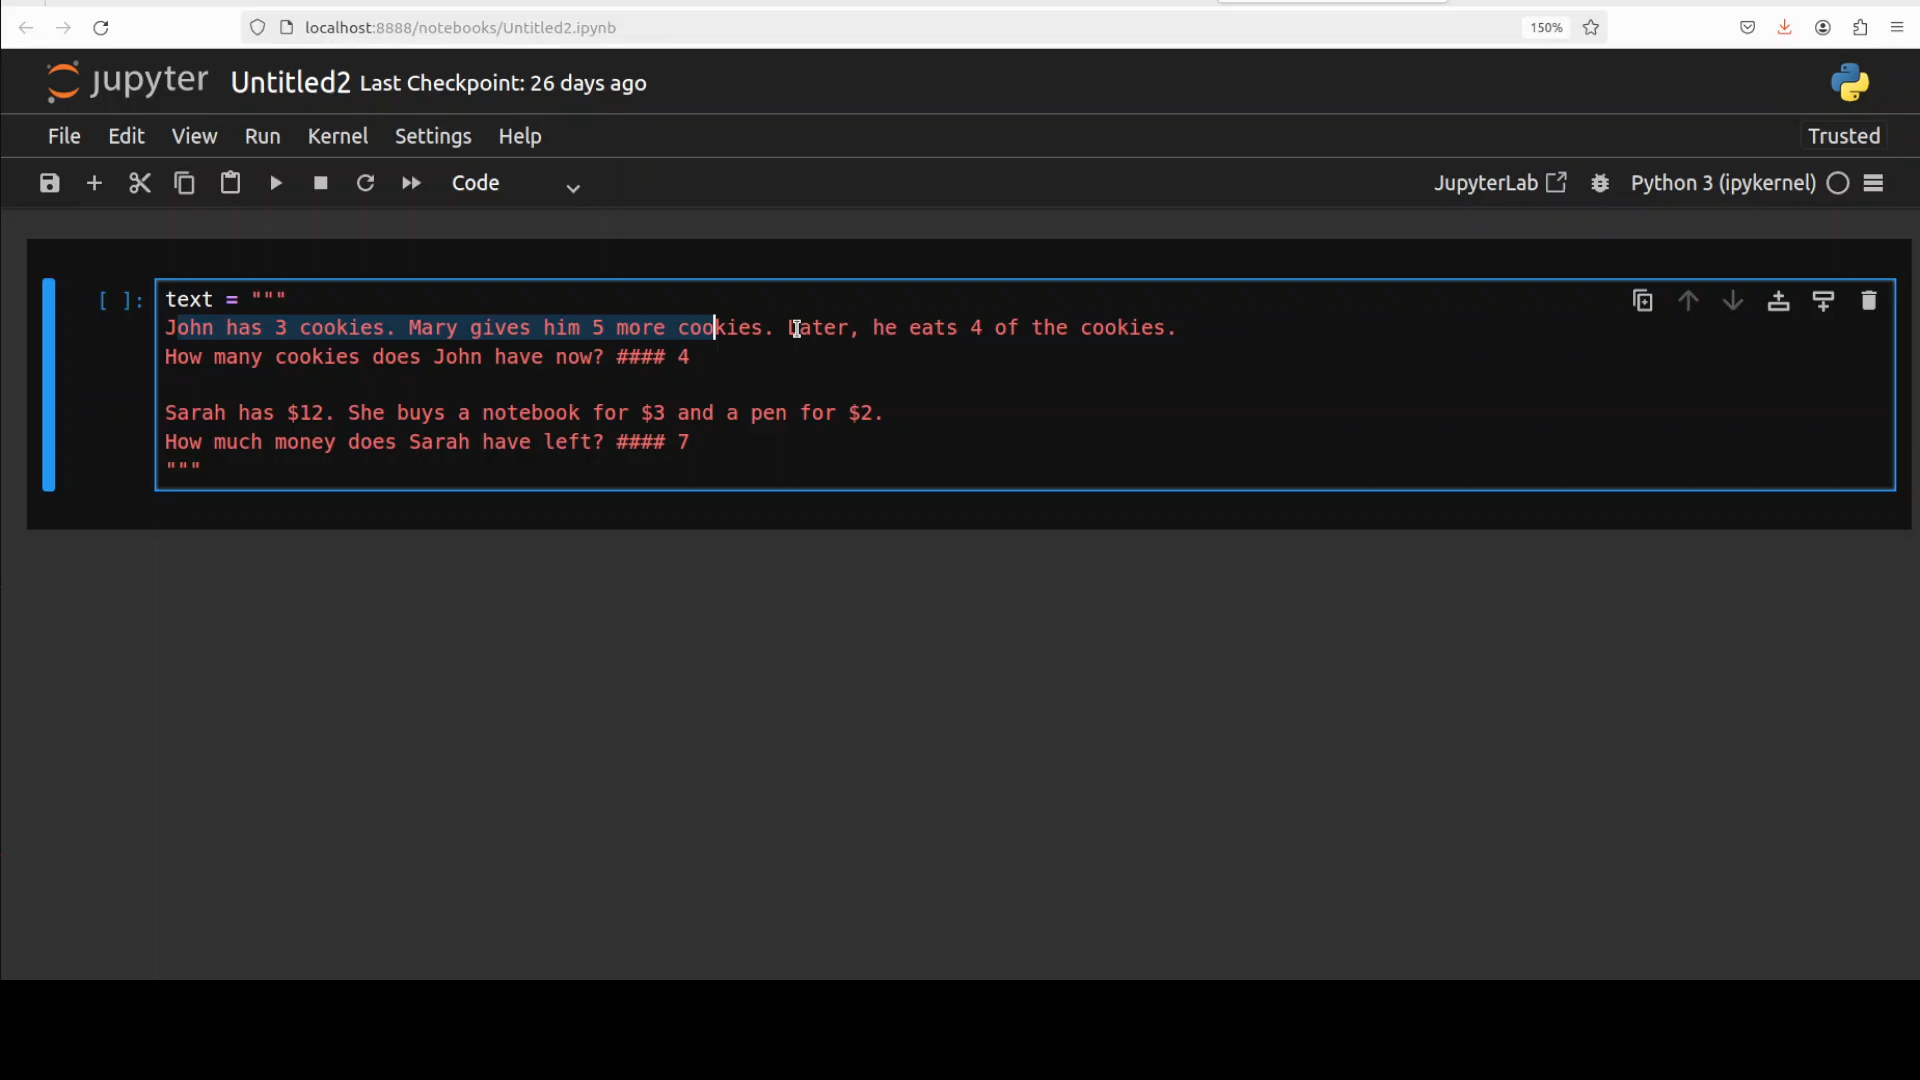 localhost:8888/notebooks/Untitled2.ipynb
150%
jupyter Untitled2 Last Checkpoint: 26 days ago
File Edit View Run Kernel Settings Help
Trusted
Code
JupyterLab
Python 3 (ipykernel)
[ ]:
text = """
John has 3 cookies. Mary gives him 5 more cookies. Later, he eats 4 of the cookies.
How many cookies does John have now? #### 4
Sarah has $12. She buys a notebook for $3 and a pen for $2.
How much money does Sarah have left? #### 7
"""